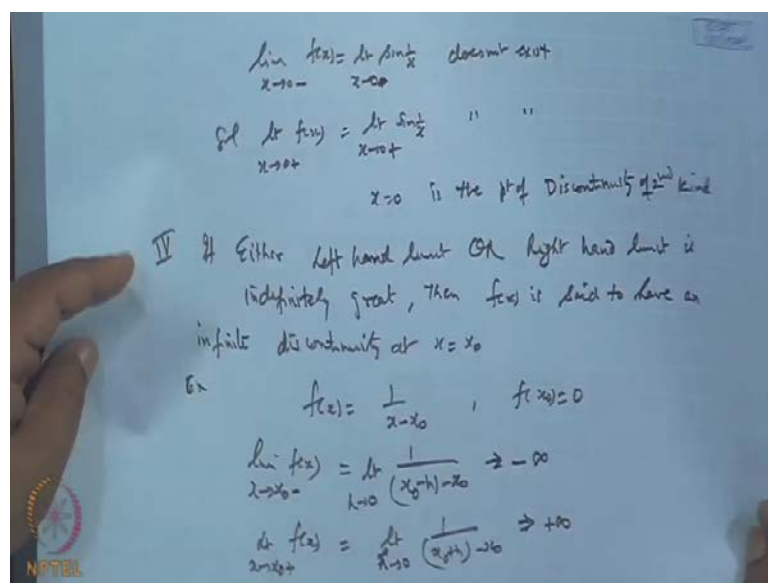 lim f(x) = lt sin 1/x doesnt exist
x→0- x→0-
lt f(x) = lt sin 1/x " "
x→0+ x→0+
x=0 is the pt of Discontinuity of 2nd kind
IV If Either Left hand limit OR Right hand limit is
indefinitely great, then f(x) is said to have an
infinite discontinuity at x = x₀
Ex f(x) = 1/(x-x₀) , f(x₀)=0
lim f(x) = lt 1/((x₀-h)-x₀) → -∞
x→x₀- h→0
lt f(x) = lt 1/((x₀+h)-x₀) → +∞
x→x₀+ h→0
NPTEL